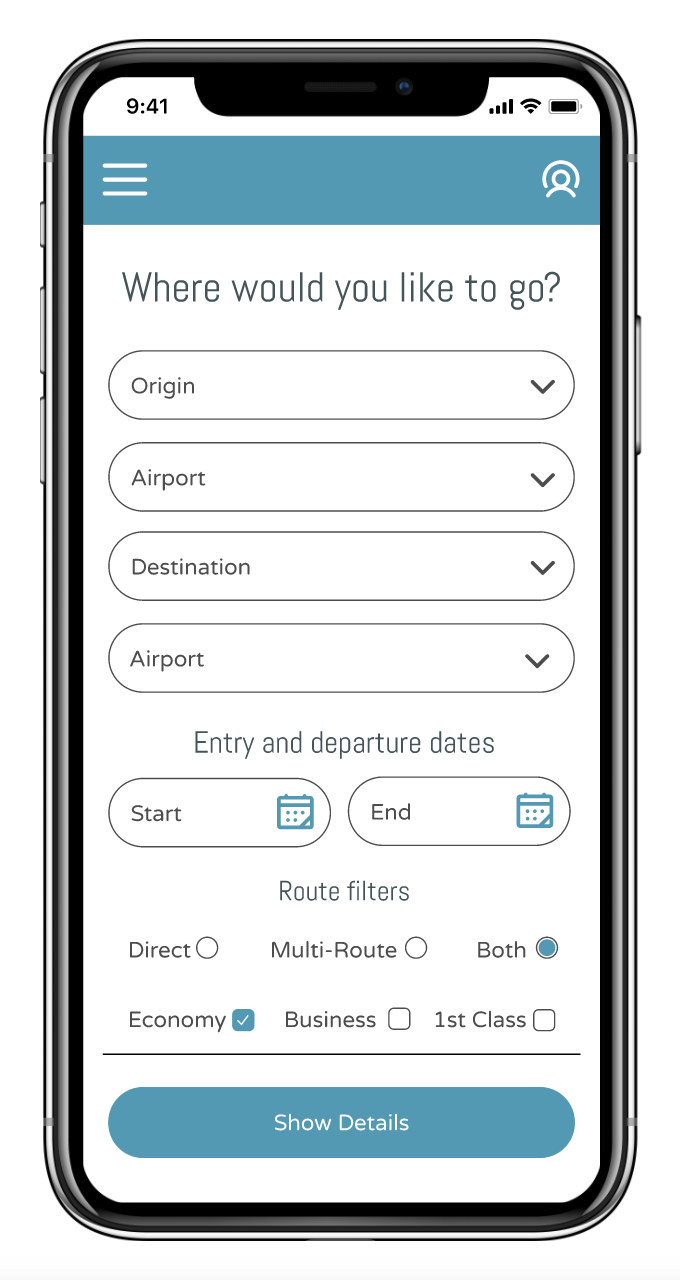 9:41
Where would you like to go?
Origin
Airport
Destination
Airport
Entry and departure dates
Start End
Route filters
Direct Multi-Route Both
Economy Business 1st Class
Show Details